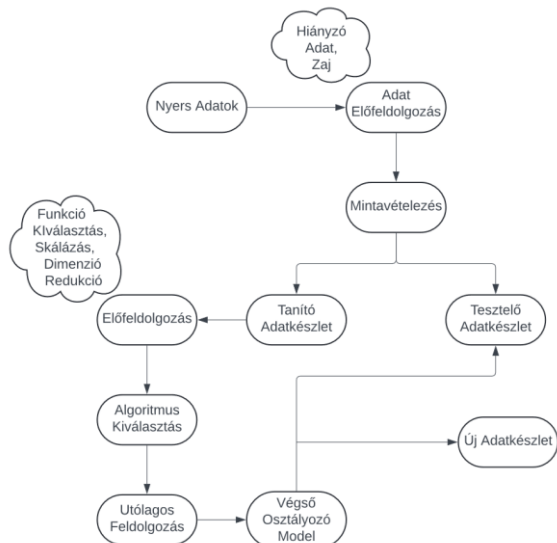 Hiányzó
Adat,
Zaj
Nyers Adatok
Adat
Előfeldolgozás
Mintavételezés
Funkció
KIválasztás,
Skálázás,
Dimenzió
Redukció
Előfeldolgozás
Tanító
Adatkészlet
Tesztelő
Adatkészlet
Algoritmus
Kiválasztás
Új Adatkészlet
Utólagos
Feldolgozás
Végső
Osztályozó
Model